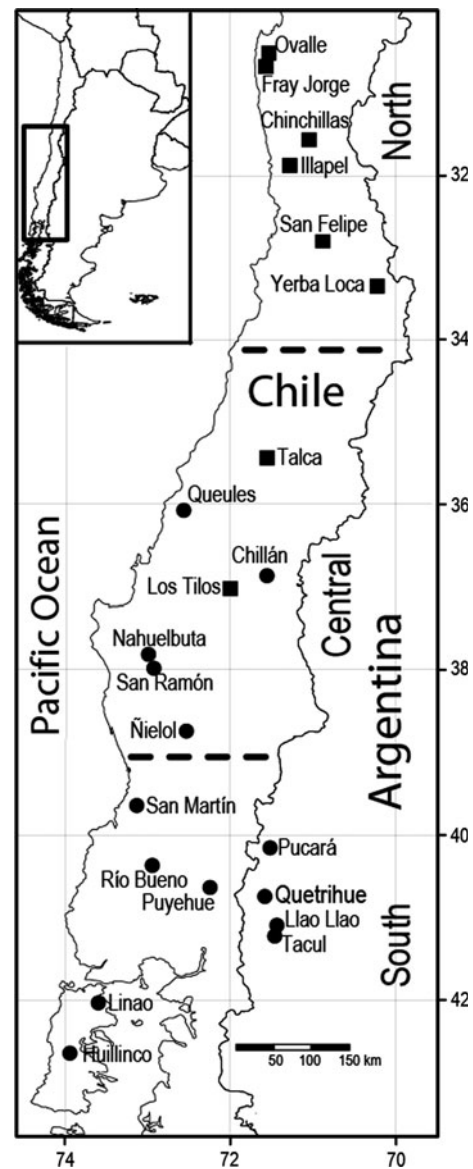 Ovalle
Fray Jorge
Chinchillas
Illapel
North
32
San Felipe
Yerba Loca
34
Chile
Talca
36
Queules
Chillán
Los Tilos
Central
Pacific Ocean
Nahuelbuta
San Ramón
38
Argentina
Ñielol
San Martín
40
Pucará
Río Bueno
Puyehue
Quetrihue
Llao Llao
Tacul
South
42
Linao
Huillinco
50 100 150 km
74 72 70